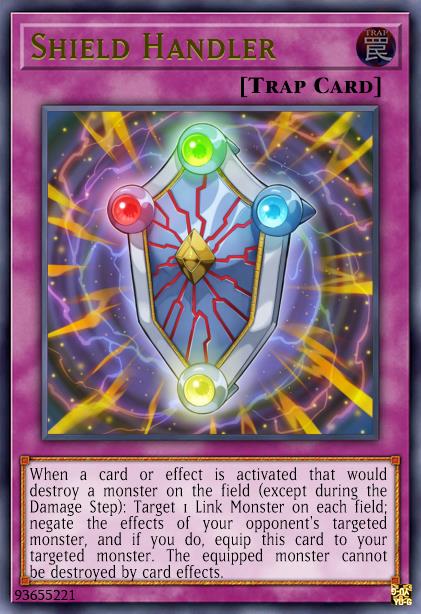 SHIELD HANDLER
TRAP
罠
[TRAP CARD]
When a card or effect is activated that would
destroy a monster on the field (except during the
Damage Step): Target 1 Link Monster on each field;
negate the effects of your opponent's targeted
monster, and if you do, equip this card to your
targeted monster. The equipped monster cannot
be destroyed by card effects.
93655221